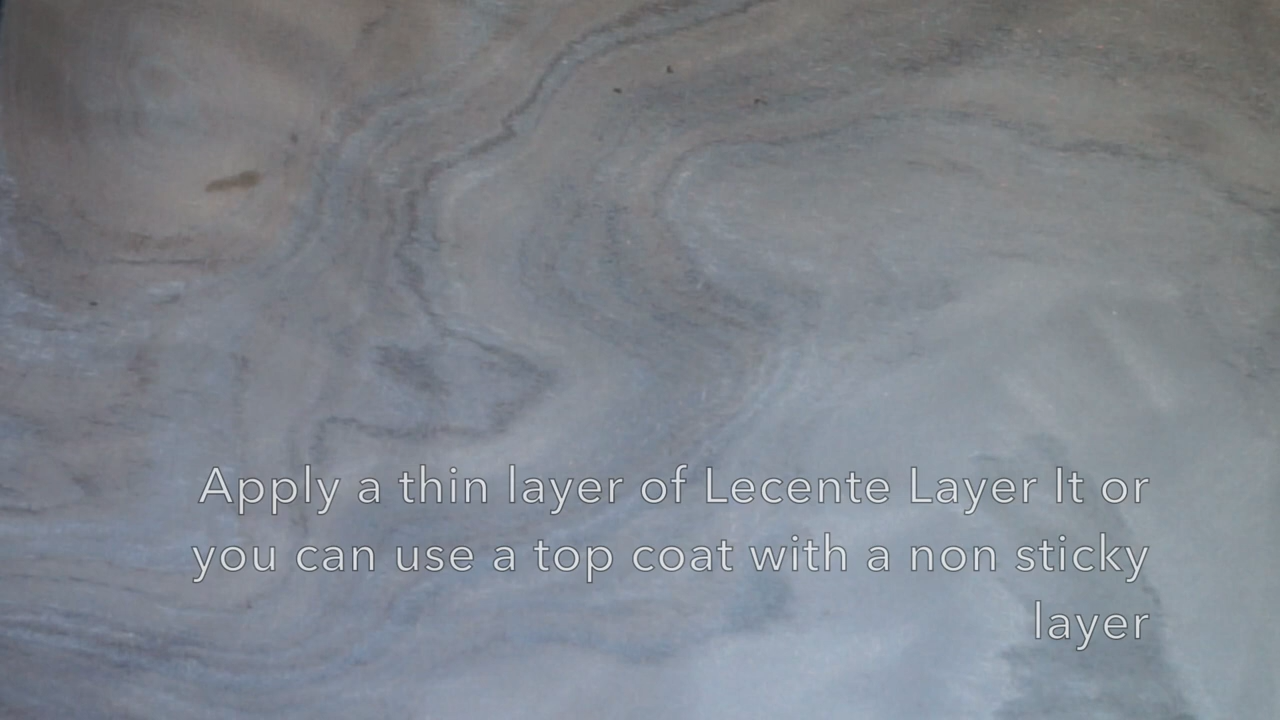 Apply a thin layer of Lecente Layer It or
you can use a top coat with a non sticky
layer